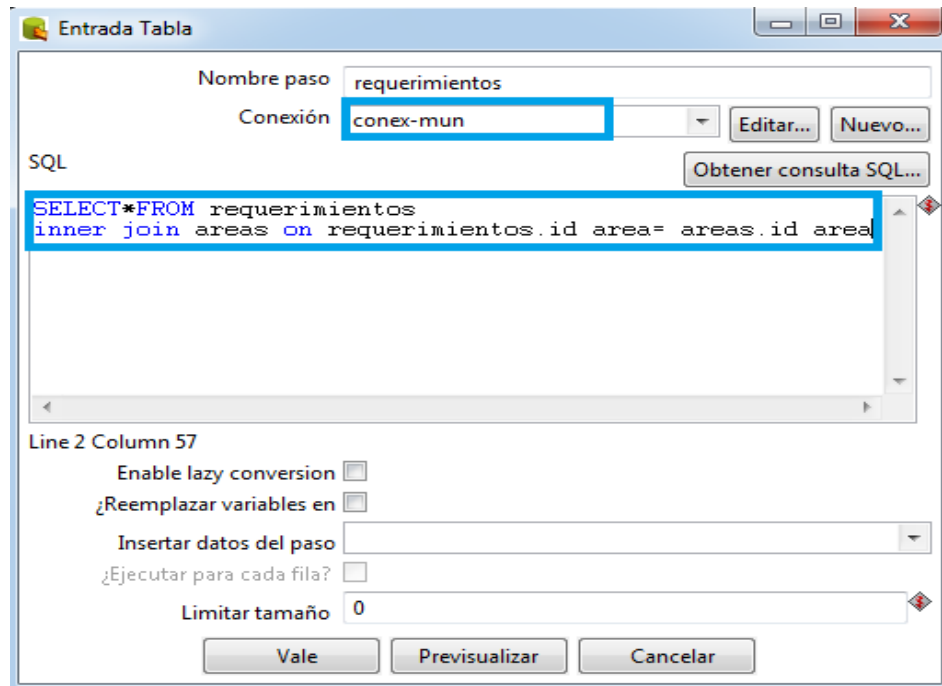 Entrada Tabla
Nombre paso requerimientos
Conexión conex-mun Editar... Nuevo...
SQL Obtener consulta SQL...
SELECT*FROM requerimientos
inner join areas on requerimientos.id area= areas.id area
Line 2 Column 57
Enable lazy conversion
¿Reemplazar variables en
Insertar datos del paso
¿Ejecutar para cada fila?
Limitar tamaño 0
Vale Previsualizar Cancelar